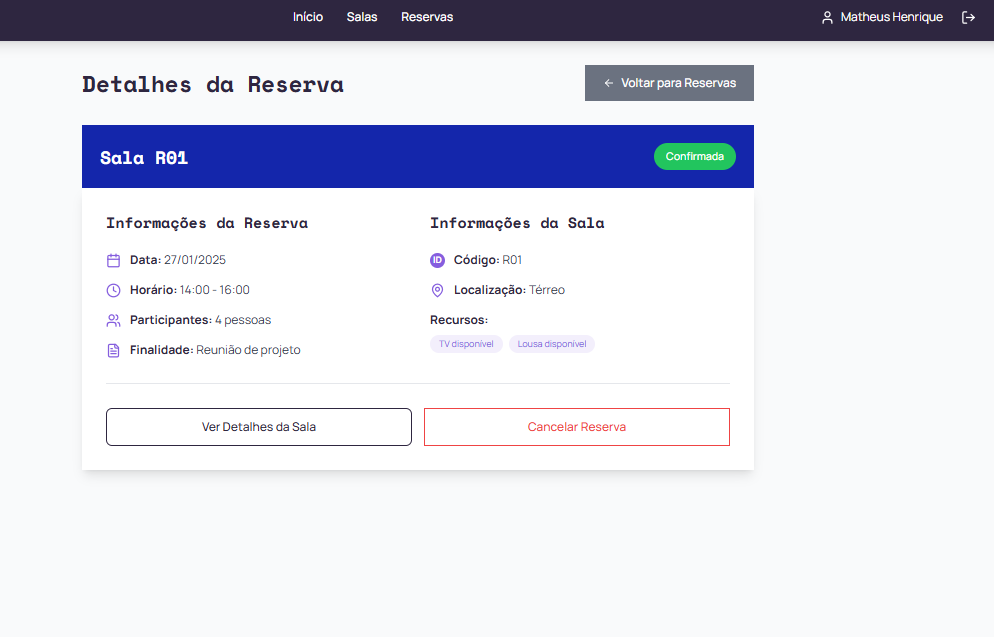 Início Salas Reservas Matheus Henrique
Detalhes da Reserva
← Voltar para Reservas
Sala R01
Confirmada
Informações da Reserva
Data: 27/01/2025
Horário: 14:00 - 16:00
Participantes: 4 pessoas
Finalidade: Reunião de projeto
Informações da Sala
ID Código: R01
Localização: Térreo
Recursos:
TV disponível Lousa disponível
Ver Detalhes da Sala
Cancelar Reserva